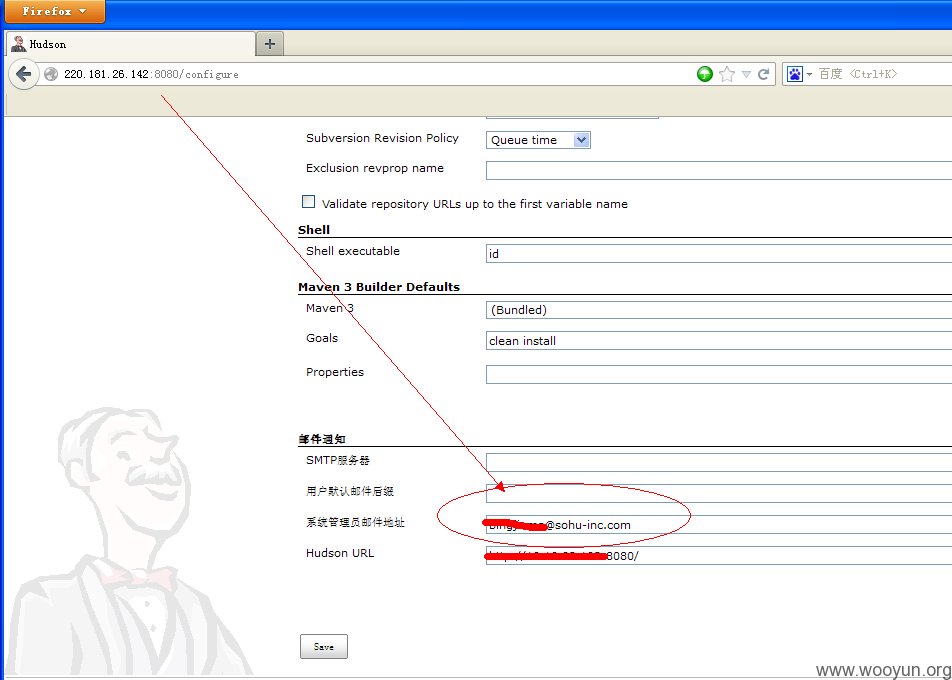 Firefox
Hudson
220.181.26.142:8080/configure
百度 <Ctrl+K>
Subversion Revision Policy
Queue time
Exclusion revprop name
Validate repository URLs up to the first variable name
Shell
Shell executable
id
Maven 3 Builder Defaults
Maven 3
(Bundled)
Goals
clean install
Properties
邮件通知
SMTP服务器
用户默认邮件后缀
系统管理员邮件地址
@sohu-inc.com
Hudson URL
8080/
Save
www.wooyun.org